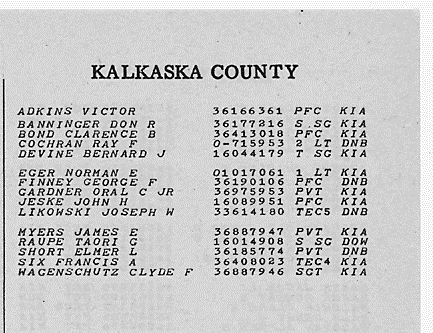 KALKASKA COUNTY
ADKINS VICTOR 36166361 PFC KIA
BANNINGER DON R 36177216 S SG KIA
BOND CLARENCE B 36413018 PFC KIA
COCHRAN RAY F O-715953 2 LT DNB
DEVINE BERNARD J 16044179 T SG KIA
EGER NORMAN E 01017061 1 LT KIA
FINNEY GEORGE F 36190106 PFC DNB
GARDNER ORAL C JR 36975953 PVT KIA
JESKE JOHN H 16089951 PFC KIA
LIKOWSKI JOSEPH W 33614180 TEC5 DNB
MYERS JAMES E 36887947 PVT KIA
RAUPE TAORI G 16014908 S SG DOW
SHORT ELMER L 36185774 PVT DNB
SIX FRANCIS A 36408023 TEC4 KIA
WAGENSCHUTZ CLYDE F 36887946 SGT KIA